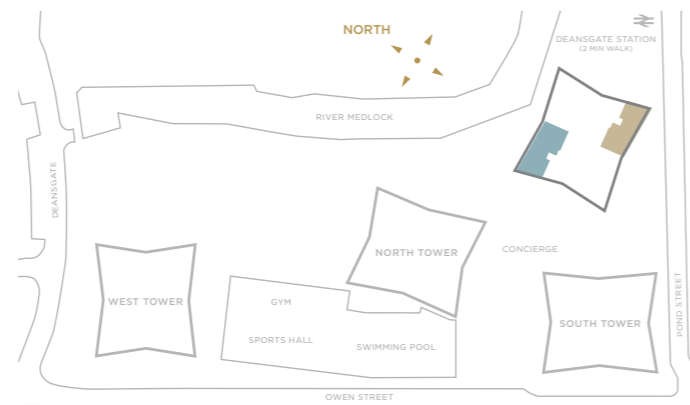 NORTH
DEANSGATE STATION
(2 MIN WALK)
RIVER MEDLOCK
DEANSGATE
NORTH TOWER
CONCIERGE
WEST TOWER
GYM
SPORTS HALL
SWIMMING POOL
SOUTH TOWER
POND STREET
OWEN STREET